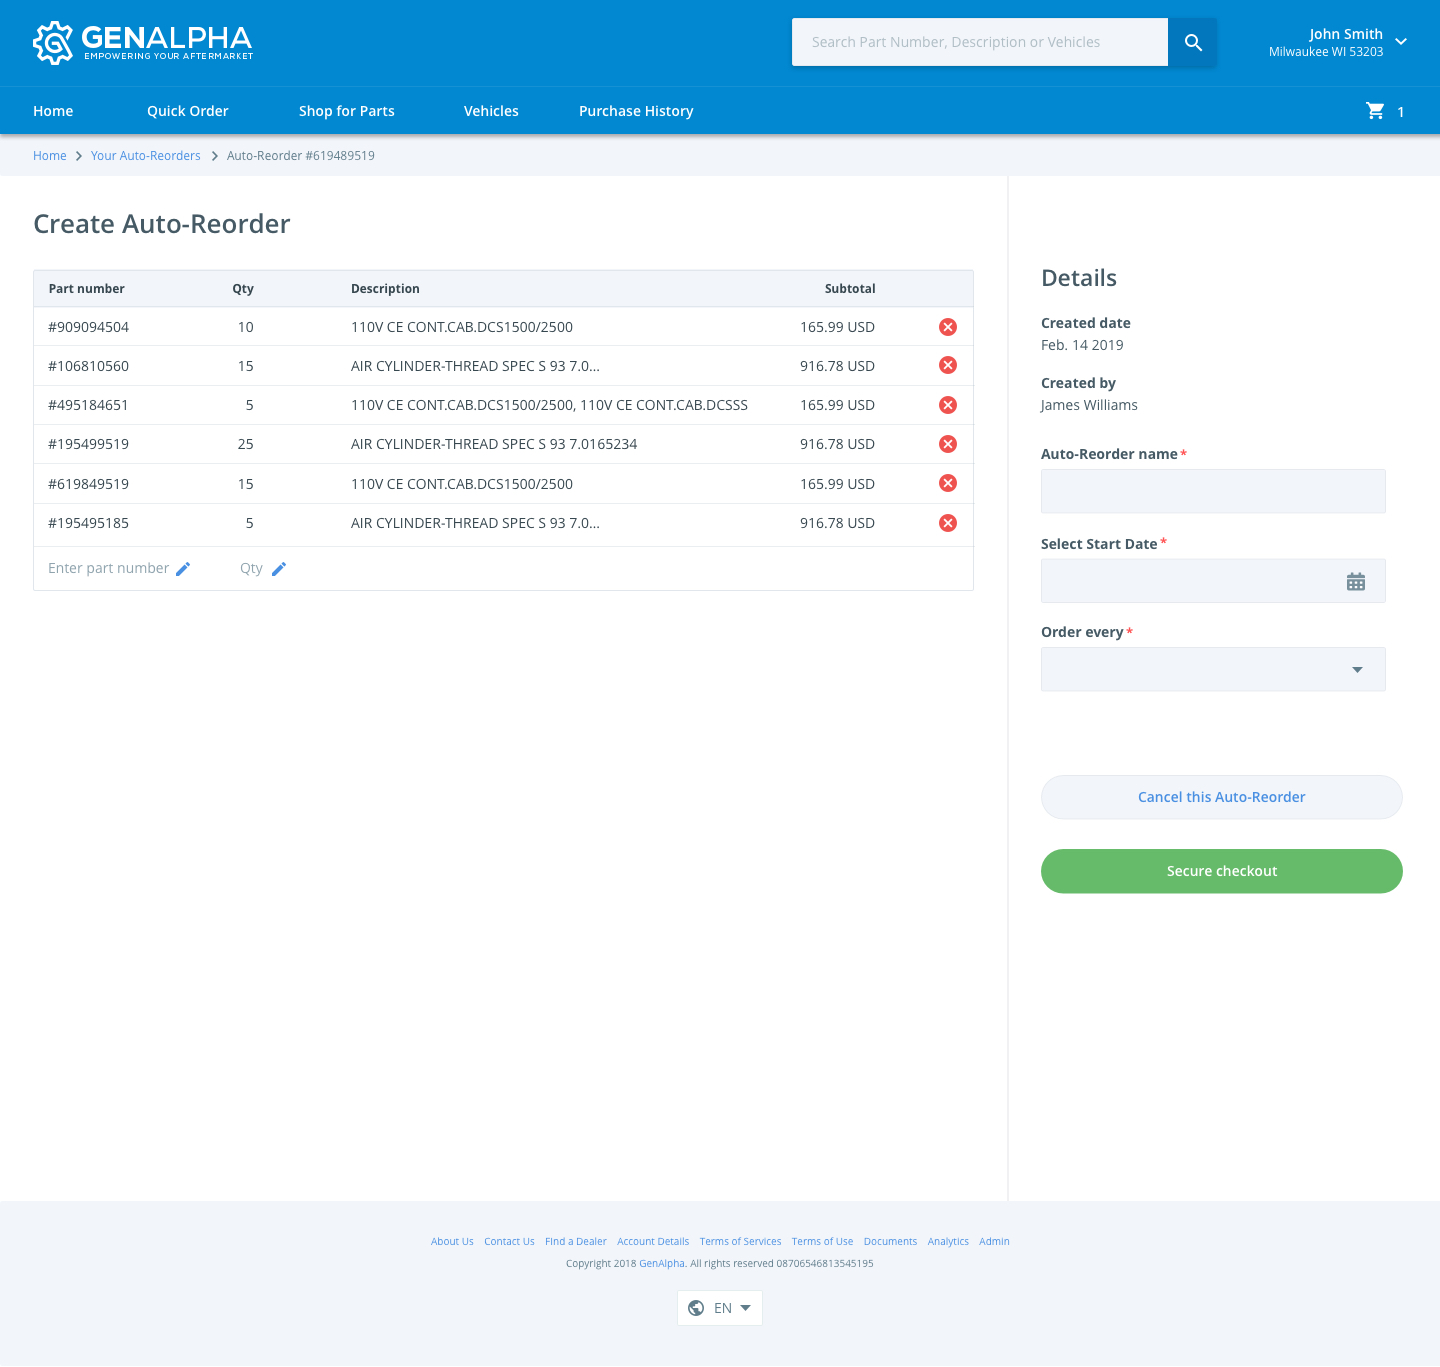 GENALPHA
EMPOWERING YOUR AFTERMARKET
Search Part Number, Description or Vehicles
John Smith
Milwaukee WI 53203
Home Quick Order Shop for Parts Vehicles Purchase History 1
Home Your Auto-Reorders Auto-Reorder #619489519
Create Auto-Reorder
Part number Qty Description Subtotal
#909094504 10 110V CE CONT.CAB.DCS1500/2500 165.99 USD
#106810560 15 AIR CYLINDER-THREAD SPEC S 93 7.0... 916.78 USD
#495184651 5 110V CE CONT.CAB.DCS1500/2500, 110V CE CONT.CAB.DCSSS 165.99 USD
#195499519 25 AIR CYLINDER-THREAD SPEC S 93 7.0165234 916.78 USD
#619849519 15 110V CE CONT.CAB.DCS1500/2500 165.99 USD
#195495185 5 AIR CYLINDER-THREAD SPEC S 93 7.0... 916.78 USD
Enter part number Qty
Details
Created date
Feb. 14 2019
Created by
James Williams
Auto-Reorder name *
Select Start Date *
Order every *
Cancel this Auto-Reorder
Secure checkout
About Us Contact Us Find a Dealer Account Details Terms of Services Terms of Use Documents Analytics Admin
Copyright 2018 GenAlpha. All rights reserved 08706546813545195
EN